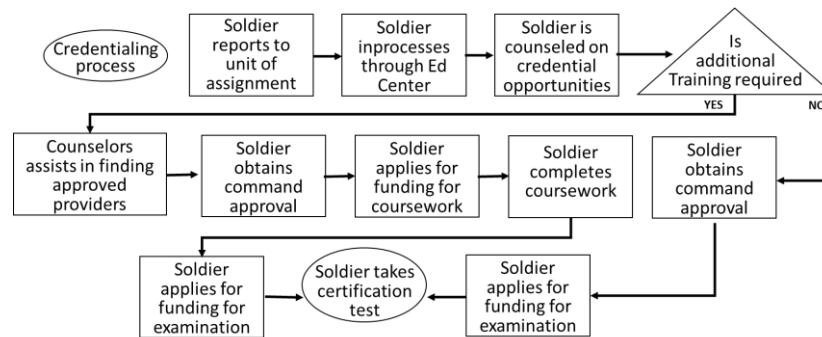 Credentialing
process
Soldier
reports to
unit of
assignment
Soldier
inprocesses
through Ed
Center
Soldier is
counseled on
credential
opportunities
Is
additional
Training required
YES
NO
Counselors
assists in finding
approved
providers
Soldier
obtains
command
approval
Soldier
applies for
funding for
coursework
Soldier
completes
coursework
Soldier
obtains
command
approval
Soldier
applies for
funding for
examination
Soldier takes
certification
test
Soldier
applies for
funding for
examination